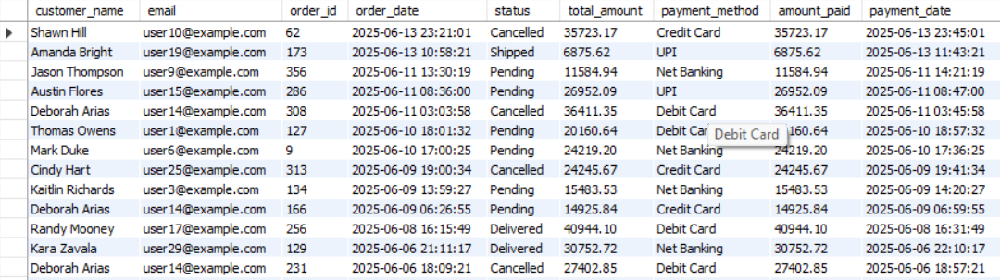 customer_name email order_id order_date status total_amount payment_method amount_paid payment_date
Shawn Hill user10@example.com 62 2025-06-13 23:21:01 Cancelled 35723.17 Credit Card 35723.17 2025-06-13 23:45:01
Amanda Bright user19@example.com 173 2025-06-13 10:58:21 Shipped 6875.62 UPI 6875.62 2025-06-13 11:43:21
Jason Thompson user9@example.com 356 2025-06-11 13:30:19 Pending 11584.94 Net Banking 11584.94 2025-06-11 14:21:19
Austin Flores user15@example.com 286 2025-06-11 08:36:00 Pending 26952.09 UPI 26952.09 2025-06-11 08:47:00
Deborah Arias user14@example.com 308 2025-06-11 03:03:58 Cancelled 36411.35 Debit Card 36411.35 2025-06-11 03:45:58
Thomas Owens user1@example.com 127 2025-06-10 18:01:32 Pending 20160.64 Debit Car 160.64 2025-06-10 18:57:32
Debit Card
Mark Duke user6@example.com 9 2025-06-10 17:00:25 Pending 24219.20 Net Banking 24219.20 2025-06-10 17:36:25
Cindy Hart user25@example.com 313 2025-06-09 19:00:34 Cancelled 24245.67 Credit Card 24245.67 2025-06-09 19:41:34
Kaitlin Richards user3@example.com 134 2025-06-09 13:59:27 Pending 15483.53 Net Banking 15483.53 2025-06-09 14:20:27
Deborah Arias user14@example.com 166 2025-06-09 06:26:55 Pending 14925.84 Credit Card 14925.84 2025-06-09 06:59:55
Randy Mooney user17@example.com 256 2025-06-08 16:15:49 Delivered 40944.10 Debit Card 40944.10 2025-06-08 16:31:49
Kara Zavala user29@example.com 129 2025-06-06 21:11:17 Delivered 30752.72 Net Banking 30752.72 2025-06-06 22:10:17
Deborah Arias user14@example.com 231 2025-06-06 18:09:21 Cancelled 27402.85 Debit Card 27402.85 2025-06-06 18:57:21